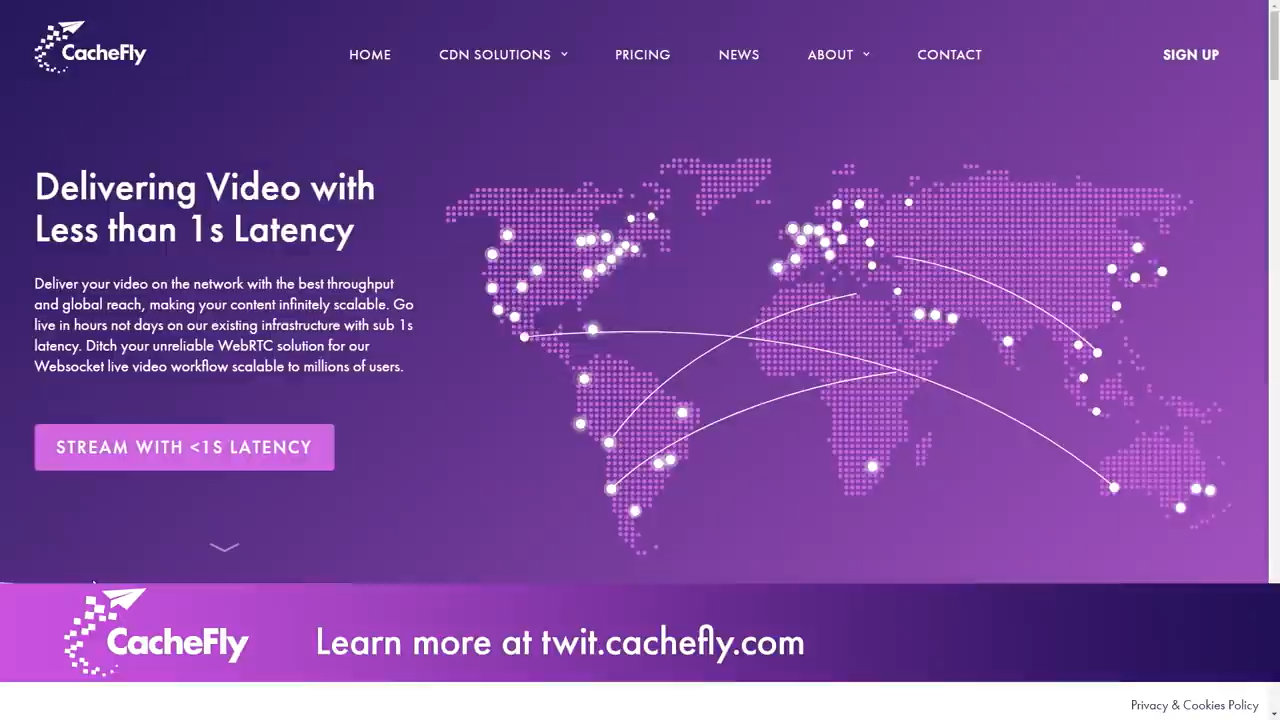 CacheFly
HOME
CDN SOLUTIONS
PRICING
NEWS
ABOUT
CONTACT
SIGN UP
Delivering Video with
Less than 1s Latency
Deliver your video on the network with the best throughput
and global reach, making your content infinitely scalable. Go
live in hours not days on our existing infrastructure with sub 1s
latency. Ditch your unreliable WebRTC solution for our
Websocket live video workflow scalable to millions of users.
STREAM WITH <1S LATENCY
CacheFly
Learn more at twit.cachefly.com
Privacy & Cookies Policy